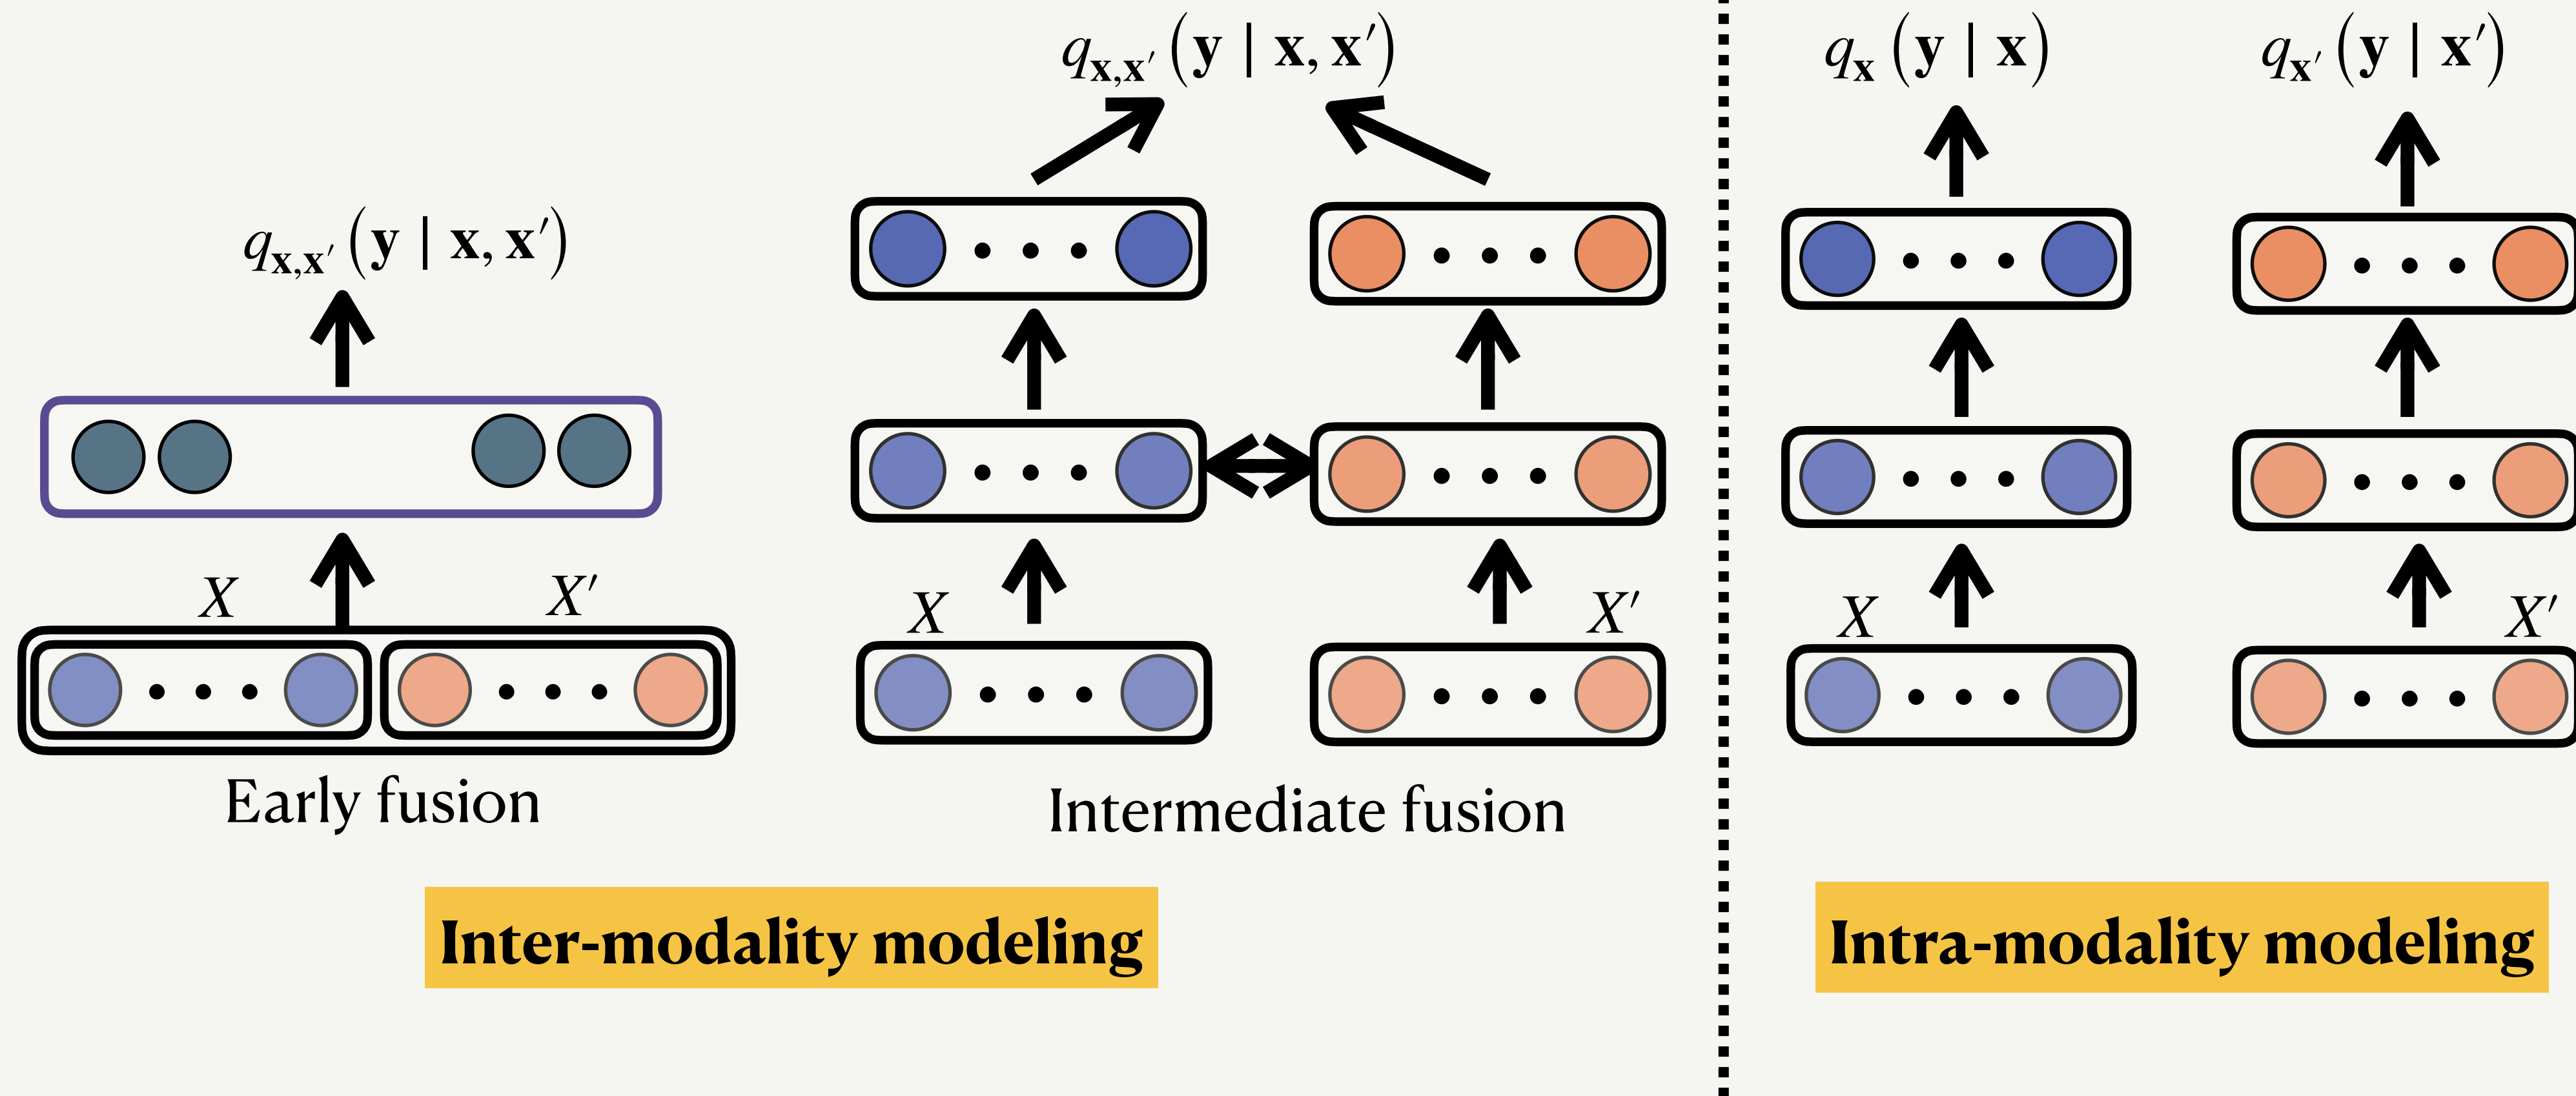 q_{x,x′}(y | x, x′)
X
X′
Early fusion
q_{x,x′}(y | x, x′)
X
X′
Intermediate fusion
Inter-modality modeling
q_x(y | x)
q_{x′}(y | x′)
X
X′
Intra-modality modeling